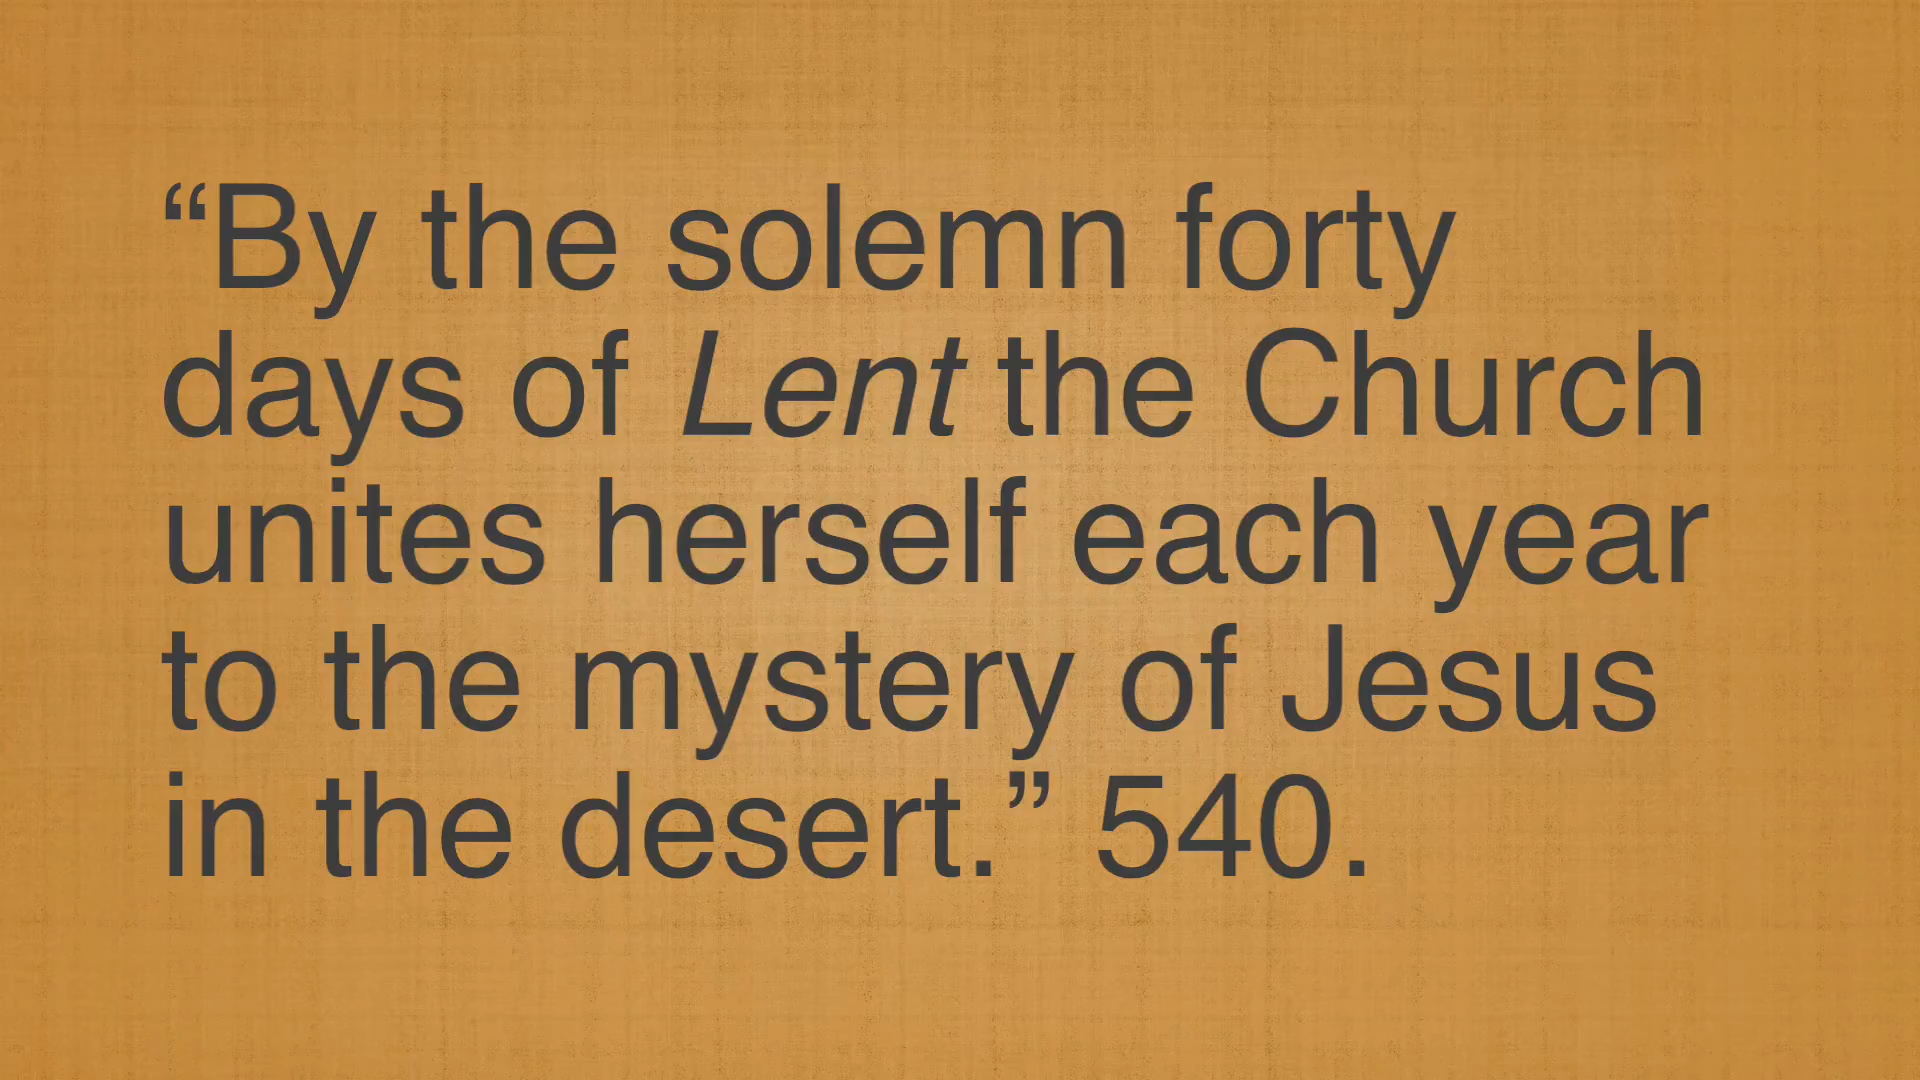 “By the solemn forty
days of Lent the Church
unites herself each year
to the mystery of Jesus
in the desert.” 540.